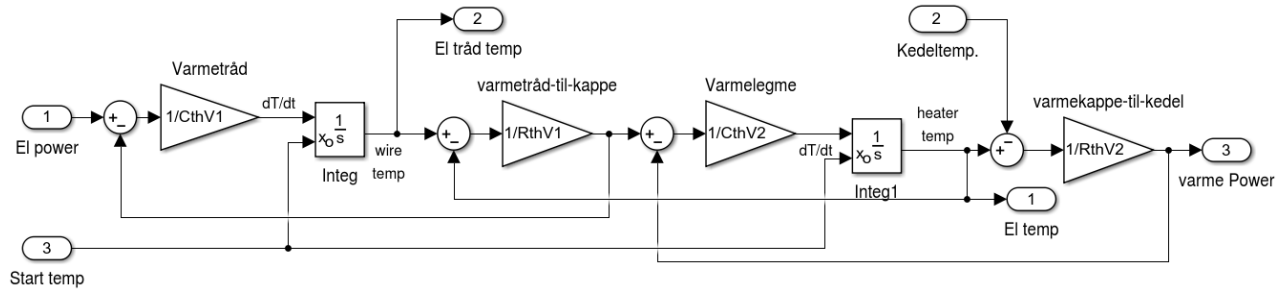 2
El tråd temp
2
Kedeltemp.
Varmetråd
varmetråd-til-kappe
Varmelegme
varmekappe-til-kedel
1
El power
+
−
1/CthV1
dT/dt
1
s
xo
Integ
wire
temp
+
−
1/RthV1
+
−
1/CthV2
dT/dt
1
s
xo
Integ1
heater
temp
+
−
1/RthV2
3
varme Power
1
El temp
3
Start temp